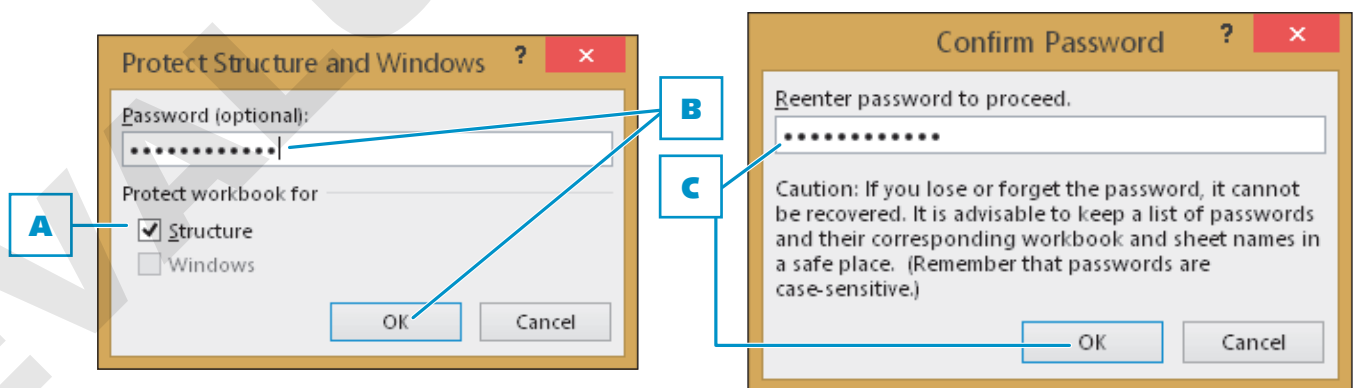 Protect Structure and Windows ? ×
Password (optional):
••••••••••••
Protect workbook for
Structure
Windows
OK Cancel
A
B
C
Confirm Password ? ×
Reenter password to proceed.
••••••••••••
Caution: If you lose or forget the password, it cannot
be recovered. It is advisable to keep a list of passwords
and their corresponding workbook and sheet names in
a safe place. (Remember that passwords are
case-sensitive.)
OK Cancel